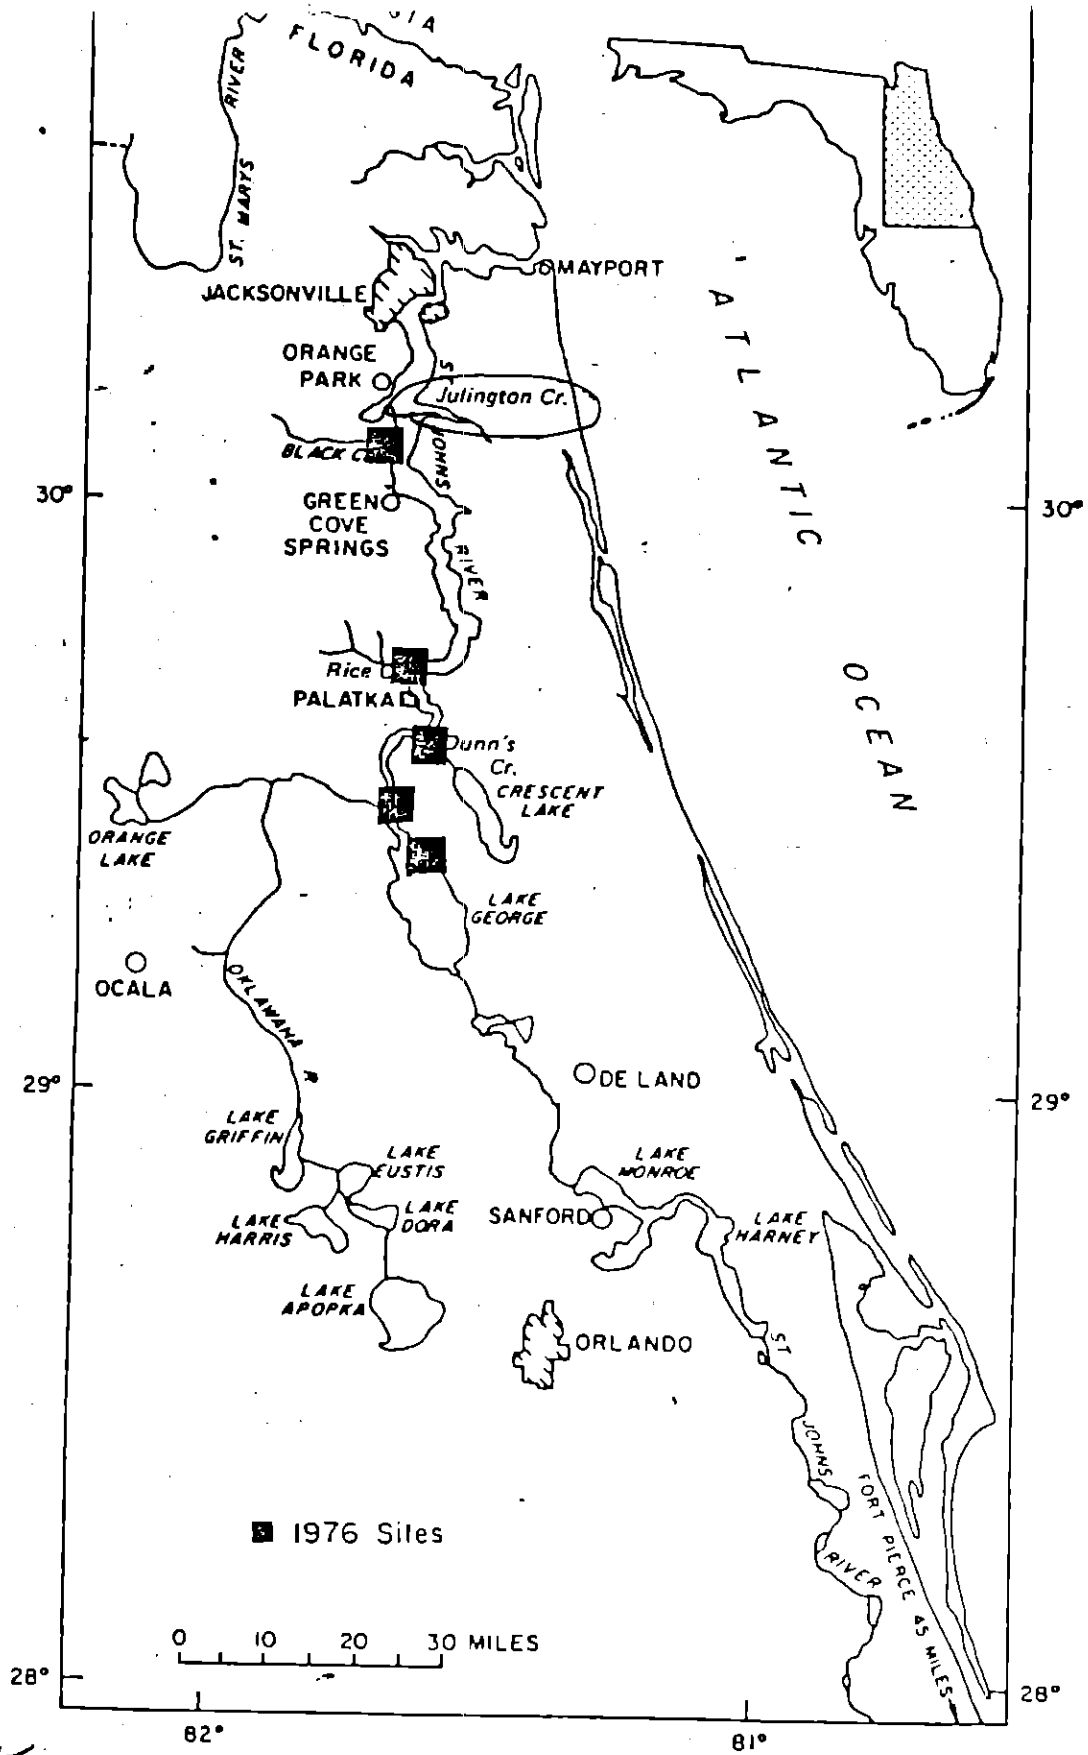 FLORIDA
ST. MARYS
RIVER
JACKSONVILLE
MAYPORT
ORANGE
PARK
Julington Cr.
BLACK
ST
JOHNS
RIVER
GREEN
COVE
SPRINGS
30°
30°
ATLANTIC
OCEAN
Rice
PALATKA
Dunn's
Cr.
CRESCENT
LAKE
ORANGE
LAKE
LAKE
GEORGE
OCALA
OKLAWAHA R
DE LAND
29°
29°
LAKE
GRIFFIN
LAKE
EUSTIS
LAKE
MONROE
LAKE
HARRIS
LAKE
DORA
SANFORD
LAKE
HARNEY
LAKE
APOPKA
ORLANDO
ST
JOHNS
RIVER
FORT PIERCE 45 MILES
1976 Sites
0 10 20 30 MILES
28°
28°
82°
81°